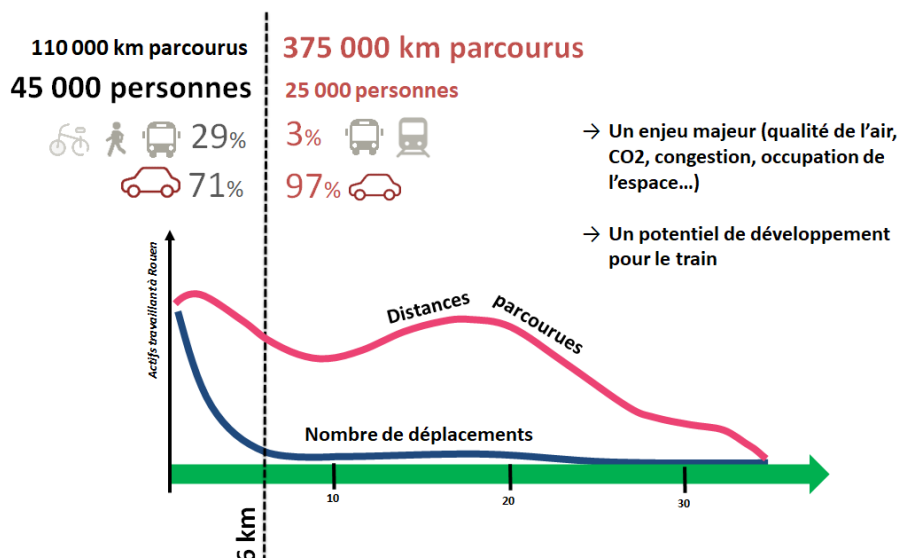 110 000 km parcourus
375 000 km parcourus
45 000 personnes
25 000 personnes
29%
3%
71%
97%
→ Un enjeu majeur (qualité de l'air,
CO2, congestion, occupation de
l'espace...)
→ Un potentiel de développement
pour le train
Actifs travaillant à Rouen
Distances parcourues
Nombre de déplacements
10
20
30
6 km